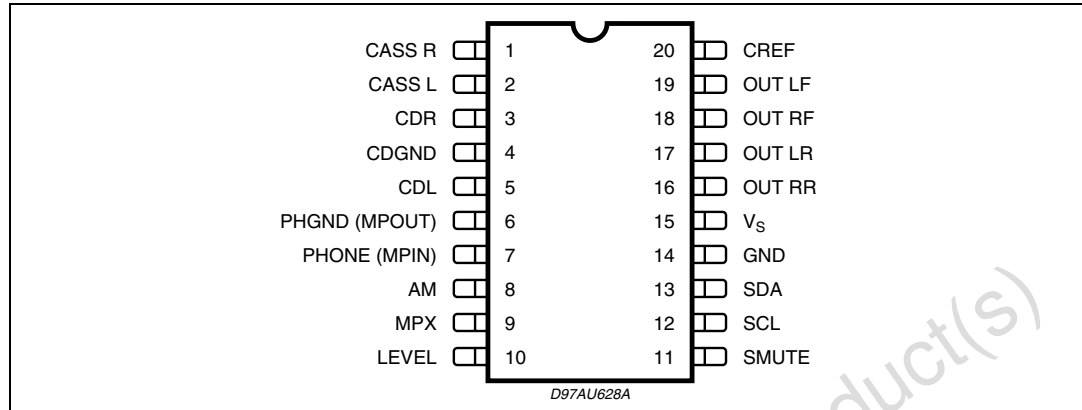 CASS R 1 20 CREF
CASS L 2 19 OUT LF
CDR 3 18 OUT RF
CDGND 4 17 OUT LR
CDL 5 16 OUT RR
PHGND (MPOUT) 6 15 VS
PHONE (MPIN) 7 14 GND
AM 8 13 SDA
MPX 9 12 SCL
LEVEL 10 11 SMUTE
D97AU628A
duct(s)